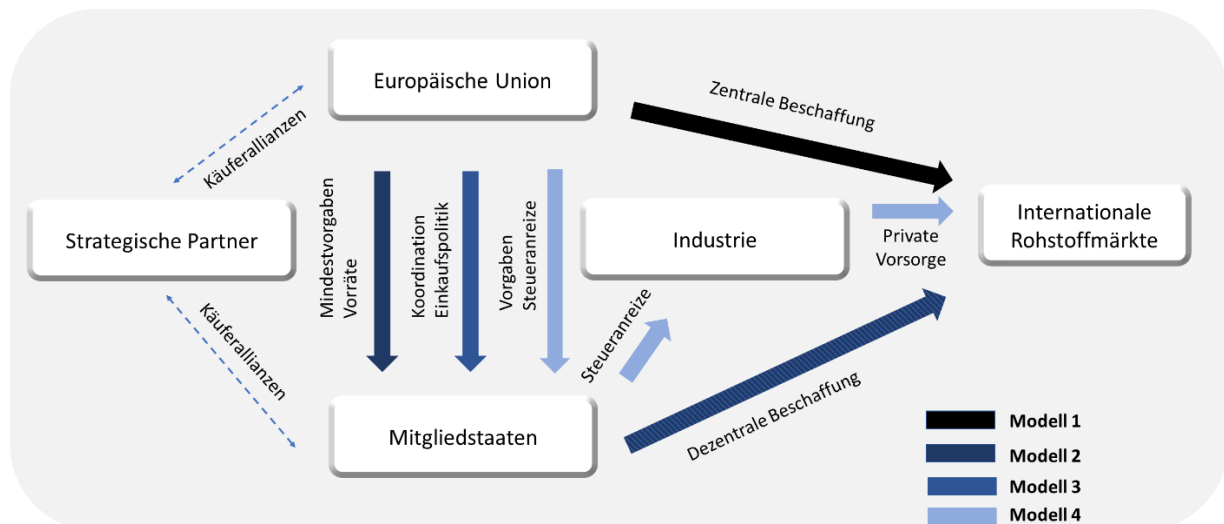 Europäische Union
Zentrale Beschaffung
Käuferallianzen
Strategische Partner
Mindestvorgaben
Vorräte
Koordination
Einkaufspolitik
Vorgaben
Steueranreize
Industrie
Private
Vorsorge
Internationale
Rohstoffmärkte
Käuferallianzen
Steueranreize
Mitgliedstaaten
Dezentrale Beschaffung
Modell 1
Modell 2
Modell 3
Modell 4